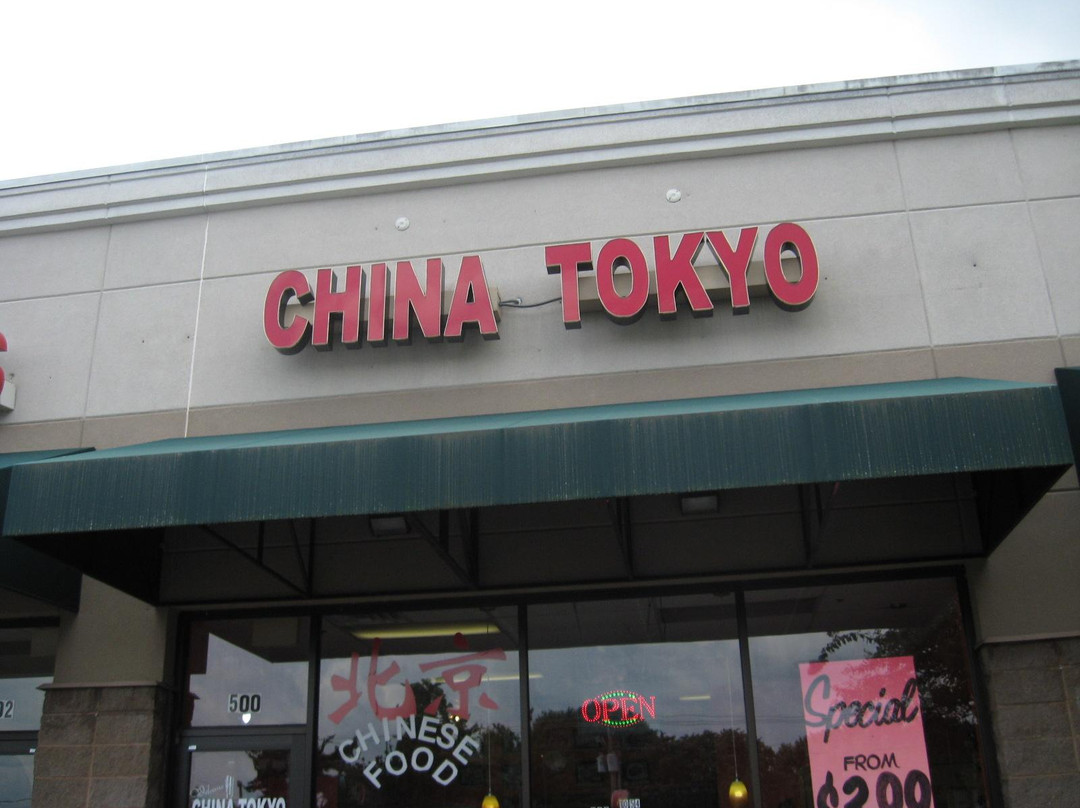 CHINA TOKYO
500
北京
CHINESE
FOOD
OPEN
Special
FROM
$2.99
CHINA TOKYO